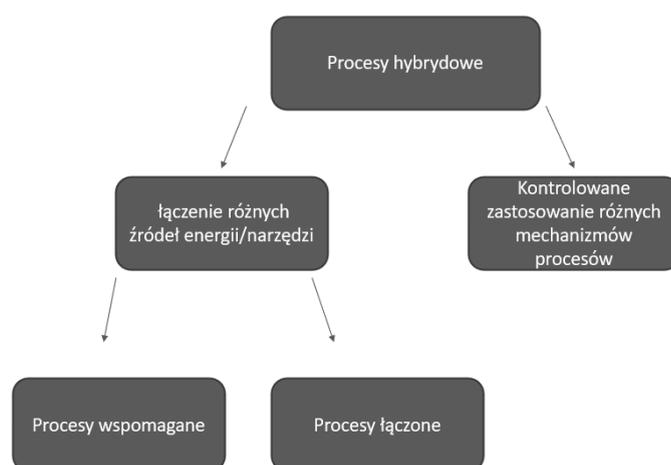 Procesy hybrydowe
łączenie różnych
źródeł energii/narzędzi
Kontrolowane
zastosowanie różnych
mechanizmów
procesów
Procesy wspomagane
Procesy łączone